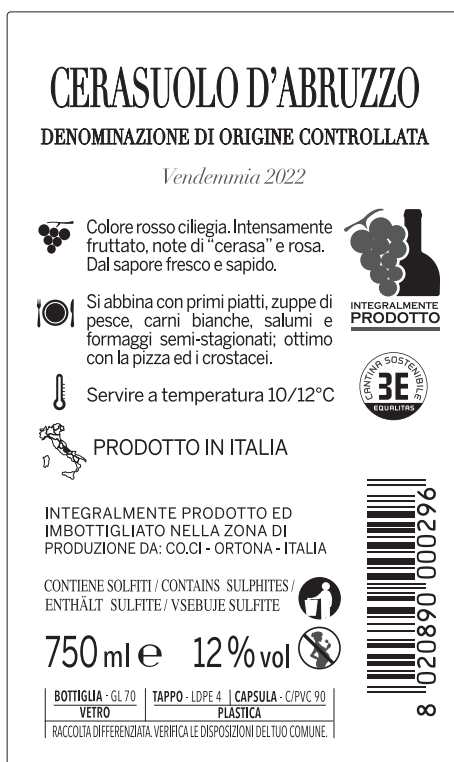 CERASUOLO D'ABRUZZO
DENOMINAZIONE DI ORIGINE CONTROLLATA
Vendemmia 2022
Colore rosso ciliegia. Intensamente
fruttato, note di “cerasa” e rosa.
Dal sapore fresco e sapido.
INTEGRALMENTE
PRODOTTO
Si abbina con primi piatti, zuppe di
pesce, carni bianche, salumi e
formaggi semi-stagionati; ottimo
con la pizza ed i crostacei.
CANTINA SOSTENIBILE
3E
EQUALITAS
Servire a temperatura 10/12°C
PRODOTTO IN ITALIA
INTEGRALMENTE PRODOTTO ED
IMBOTTIGLIATO NELLA ZONA DI
PRODUZIONE DA: CO.CI - ORTONA - ITALIA
CONTIENE SOLFITI / CONTAINS SULPHITES /
ENTHÄLT SULFITE / VSEBUJE SULFITE
750 ml e 12% vol
8 020890 000296
BOTTIGLIA - GL 70 TAPPO - LDPE 4 CAPSULA - C/PVC 90
VETRO PLASTICA
RACCOLTA DIFFERENZIATA. VERIFICA LE DISPOSIZIONI DEL TUO COMUNE.